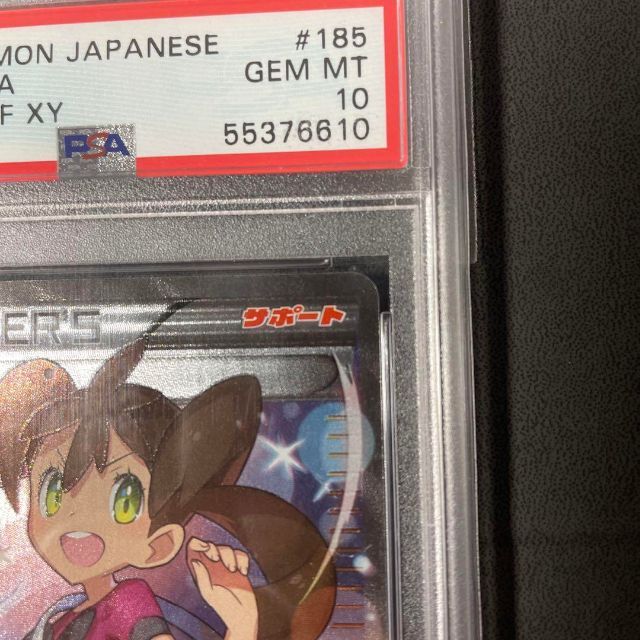 MON JAPANESE #185
A GEM MT
F XY 10
PSA 55376610
ER'S サポート